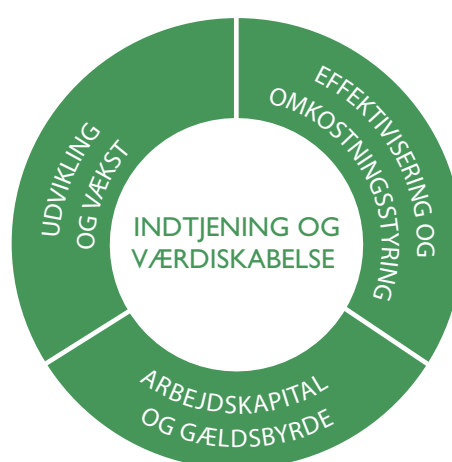 UDVIKLING
OG VÆKST
EFFEKTIVISERING OG
OMKOSTNINGSSTYRING
INDTJENING OG
VÆRDISKABELSE
ARBEJDSKAPITAL
OG GÆLDSBYRDE